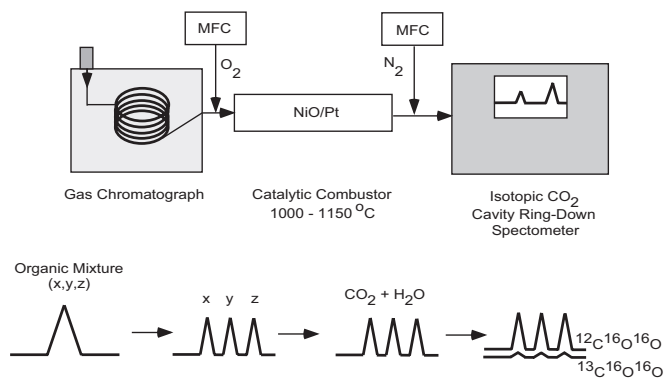 MFC
MFC
O2
N2
NiO/Pt
Gas Chromatograph
Catalytic Combustor
1000 - 1150 °C
Isotopic CO2
Cavity Ring-Down
Spectometer
Organic Mixture
(x,y,z)
x y z
CO2 + H2O
12C16O16O
13C16O16O